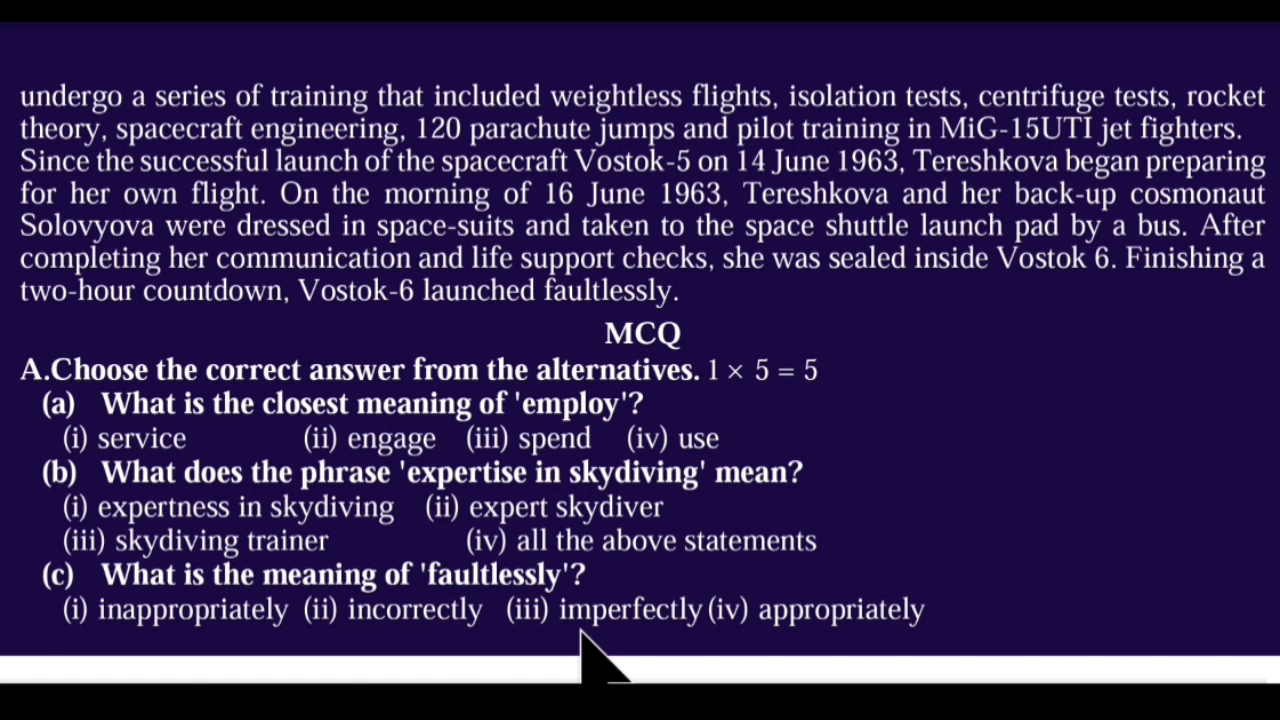 undergo a series of training that included weightless flights, isolation tests, centrifuge tests, rocket
theory, spacecraft engineering, 120 parachute jumps and pilot training in MiG-15UTI jet fighters.
Since the successful launch of the spacecraft Vostok-5 on 14 June 1963, Tereshkova began preparing
for her own flight. On the morning of 16 June 1963, Tereshkova and her back-up cosmonaut
Solovyova were dressed in space-suits and taken to the space shuttle launch pad by a bus. After
completing her communication and life support checks, she was sealed inside Vostok 6. Finishing a
two-hour countdown, Vostok-6 launched faultlessly.
MCQ
A.Choose the correct answer from the alternatives. 1 × 5 = 5
(a) What is the closest meaning of 'employ'?
(i) service (ii) engage (iii) spend (iv) use
(b) What does the phrase 'expertise in skydiving' mean?
(i) expertness in skydiving (ii) expert skydiver
(iii) skydiving trainer (iv) all the above statements
(c) What is the meaning of 'faultlessly'?
(i) inappropriately (ii) incorrectly (iii) imperfectly (iv) appropriately